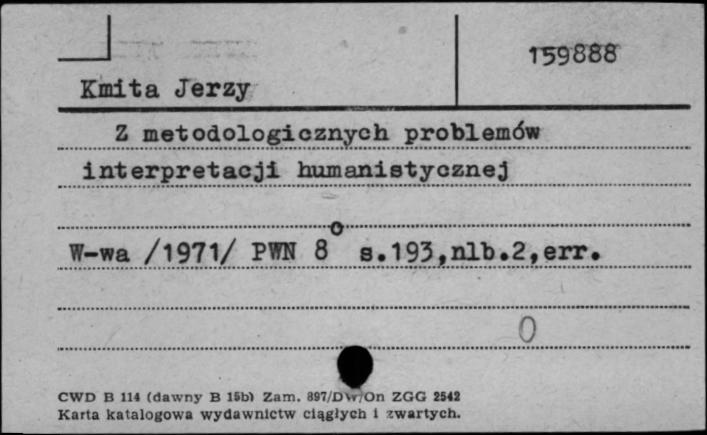 159888
Kmita Jerzy
Z metodologicznych problemów
interpretacji humanistycznej
W-wa /1971/ PWN 8° s.193,nlb.2,err.
0
CWD B 114 (dawny B 15b) Zam. 897/DW/On ZGG 2542
Karta katalogowa wydawnictw ciągłych i zwartych.